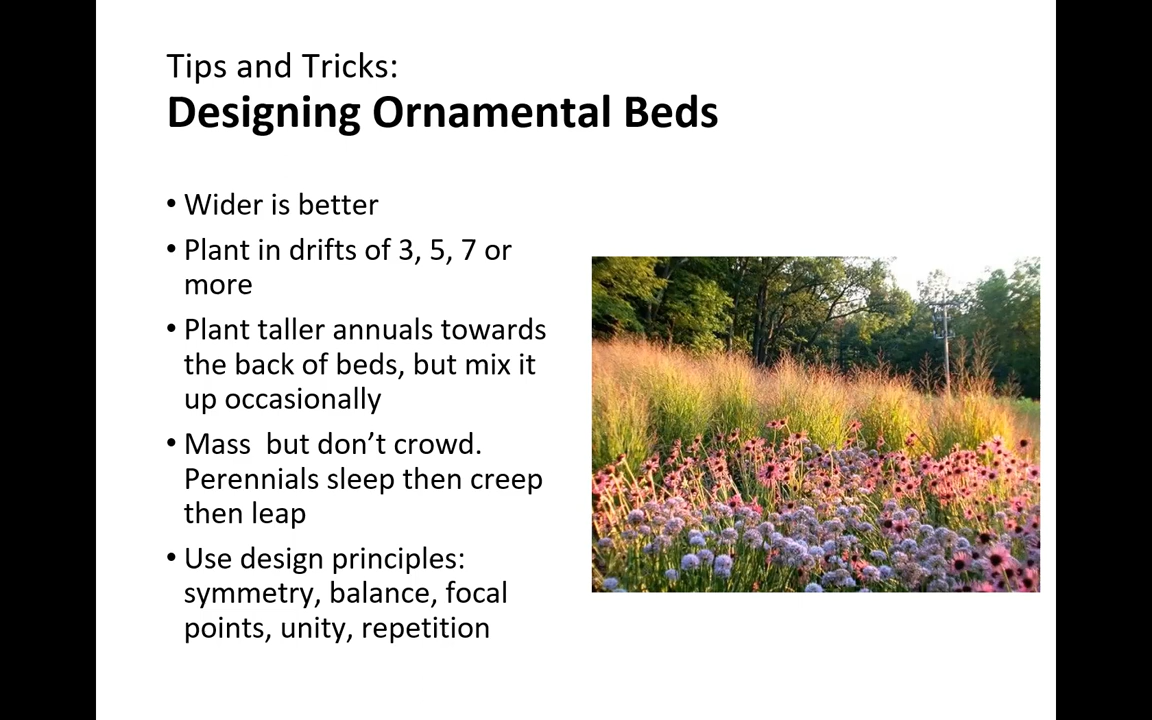 Tips and Tricks:
Designing Ornamental Beds
• Wider is better
• Plant in drifts of 3, 5, 7 or
more
• Plant taller annuals towards
the back of beds, but mix it
up occasionally
• Mass  but don’t crowd.
Perennials sleep then creep
then leap
• Use design principles:
symmetry, balance, focal
points, unity, repetition